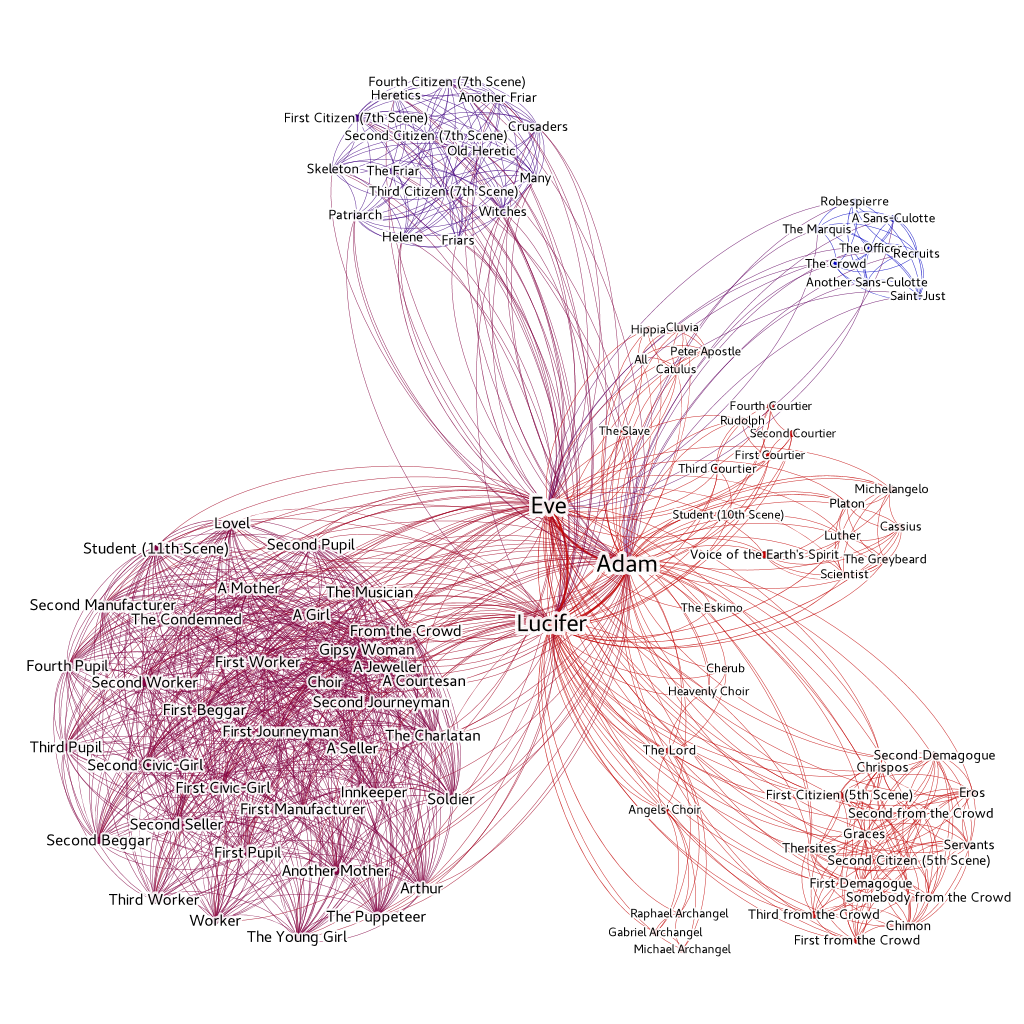 Fourth Citizen (7th Scene)
Heretics
Another Friar
First Citizen (7th Scene)
Crusaders
Second Citizen (7th Scene)
Old Heretic
Skeleton
The Friar
Many
Third Citizen (7th Scene)
Patriarch
Witches
Helene
Friars
Robespierre
A Sans-Culotte
The Marquis
The Office
Recruits
The Crowd
Another Sans-Culotte
Saint-Just
Hippia
Cluvia
Peter Apostle
All
Catulus
The Slave
Fourth Courtier
Rudolph
Second Courtier
First Courtier
Third Courtier
Michelangelo
Platon
Student (10th Scene)
Cassius
Luther
Voice of the Earth's Spirit
The Greybeard
Scientist
Eve
Adam
Lucifer
The Eskimo
Cherub
Heavenly Choir
The Lord
Angels' Choir
Raphael Archangel
Gabriel Archangel
Michael Archangel
Lovel
Student (11th Scene)
Second Pupil
A Mother
The Musician
Second Manufacturer
A Girl
The Condemned
From the Crowd
Gipsy Woman
First Worker
A Jeweller
Fourth Pupil
Second Worker
Choir
A Courtesan
Second Journeyman
First Beggar
First Journeyman
The Charlatan
Third Pupil
A Seller
Second Civic-Girl
First Civic-Girl
Innkeeper
Soldier
First Manufacturer
Second Seller
Second Beggar
First Pupil
Another Mother
Arthur
Third Worker
Worker
The Puppeteer
The Young Girl
Second Demagogue
Chrispos
First Citizien (5th Scene)
Eros
Second from the Crowd
Graces
Thersites
Servants
Second Citizen (5th Scene)
First Demagogue
Somebody from the Crowd
Third from the Crowd
Chimon
First from the Crowd